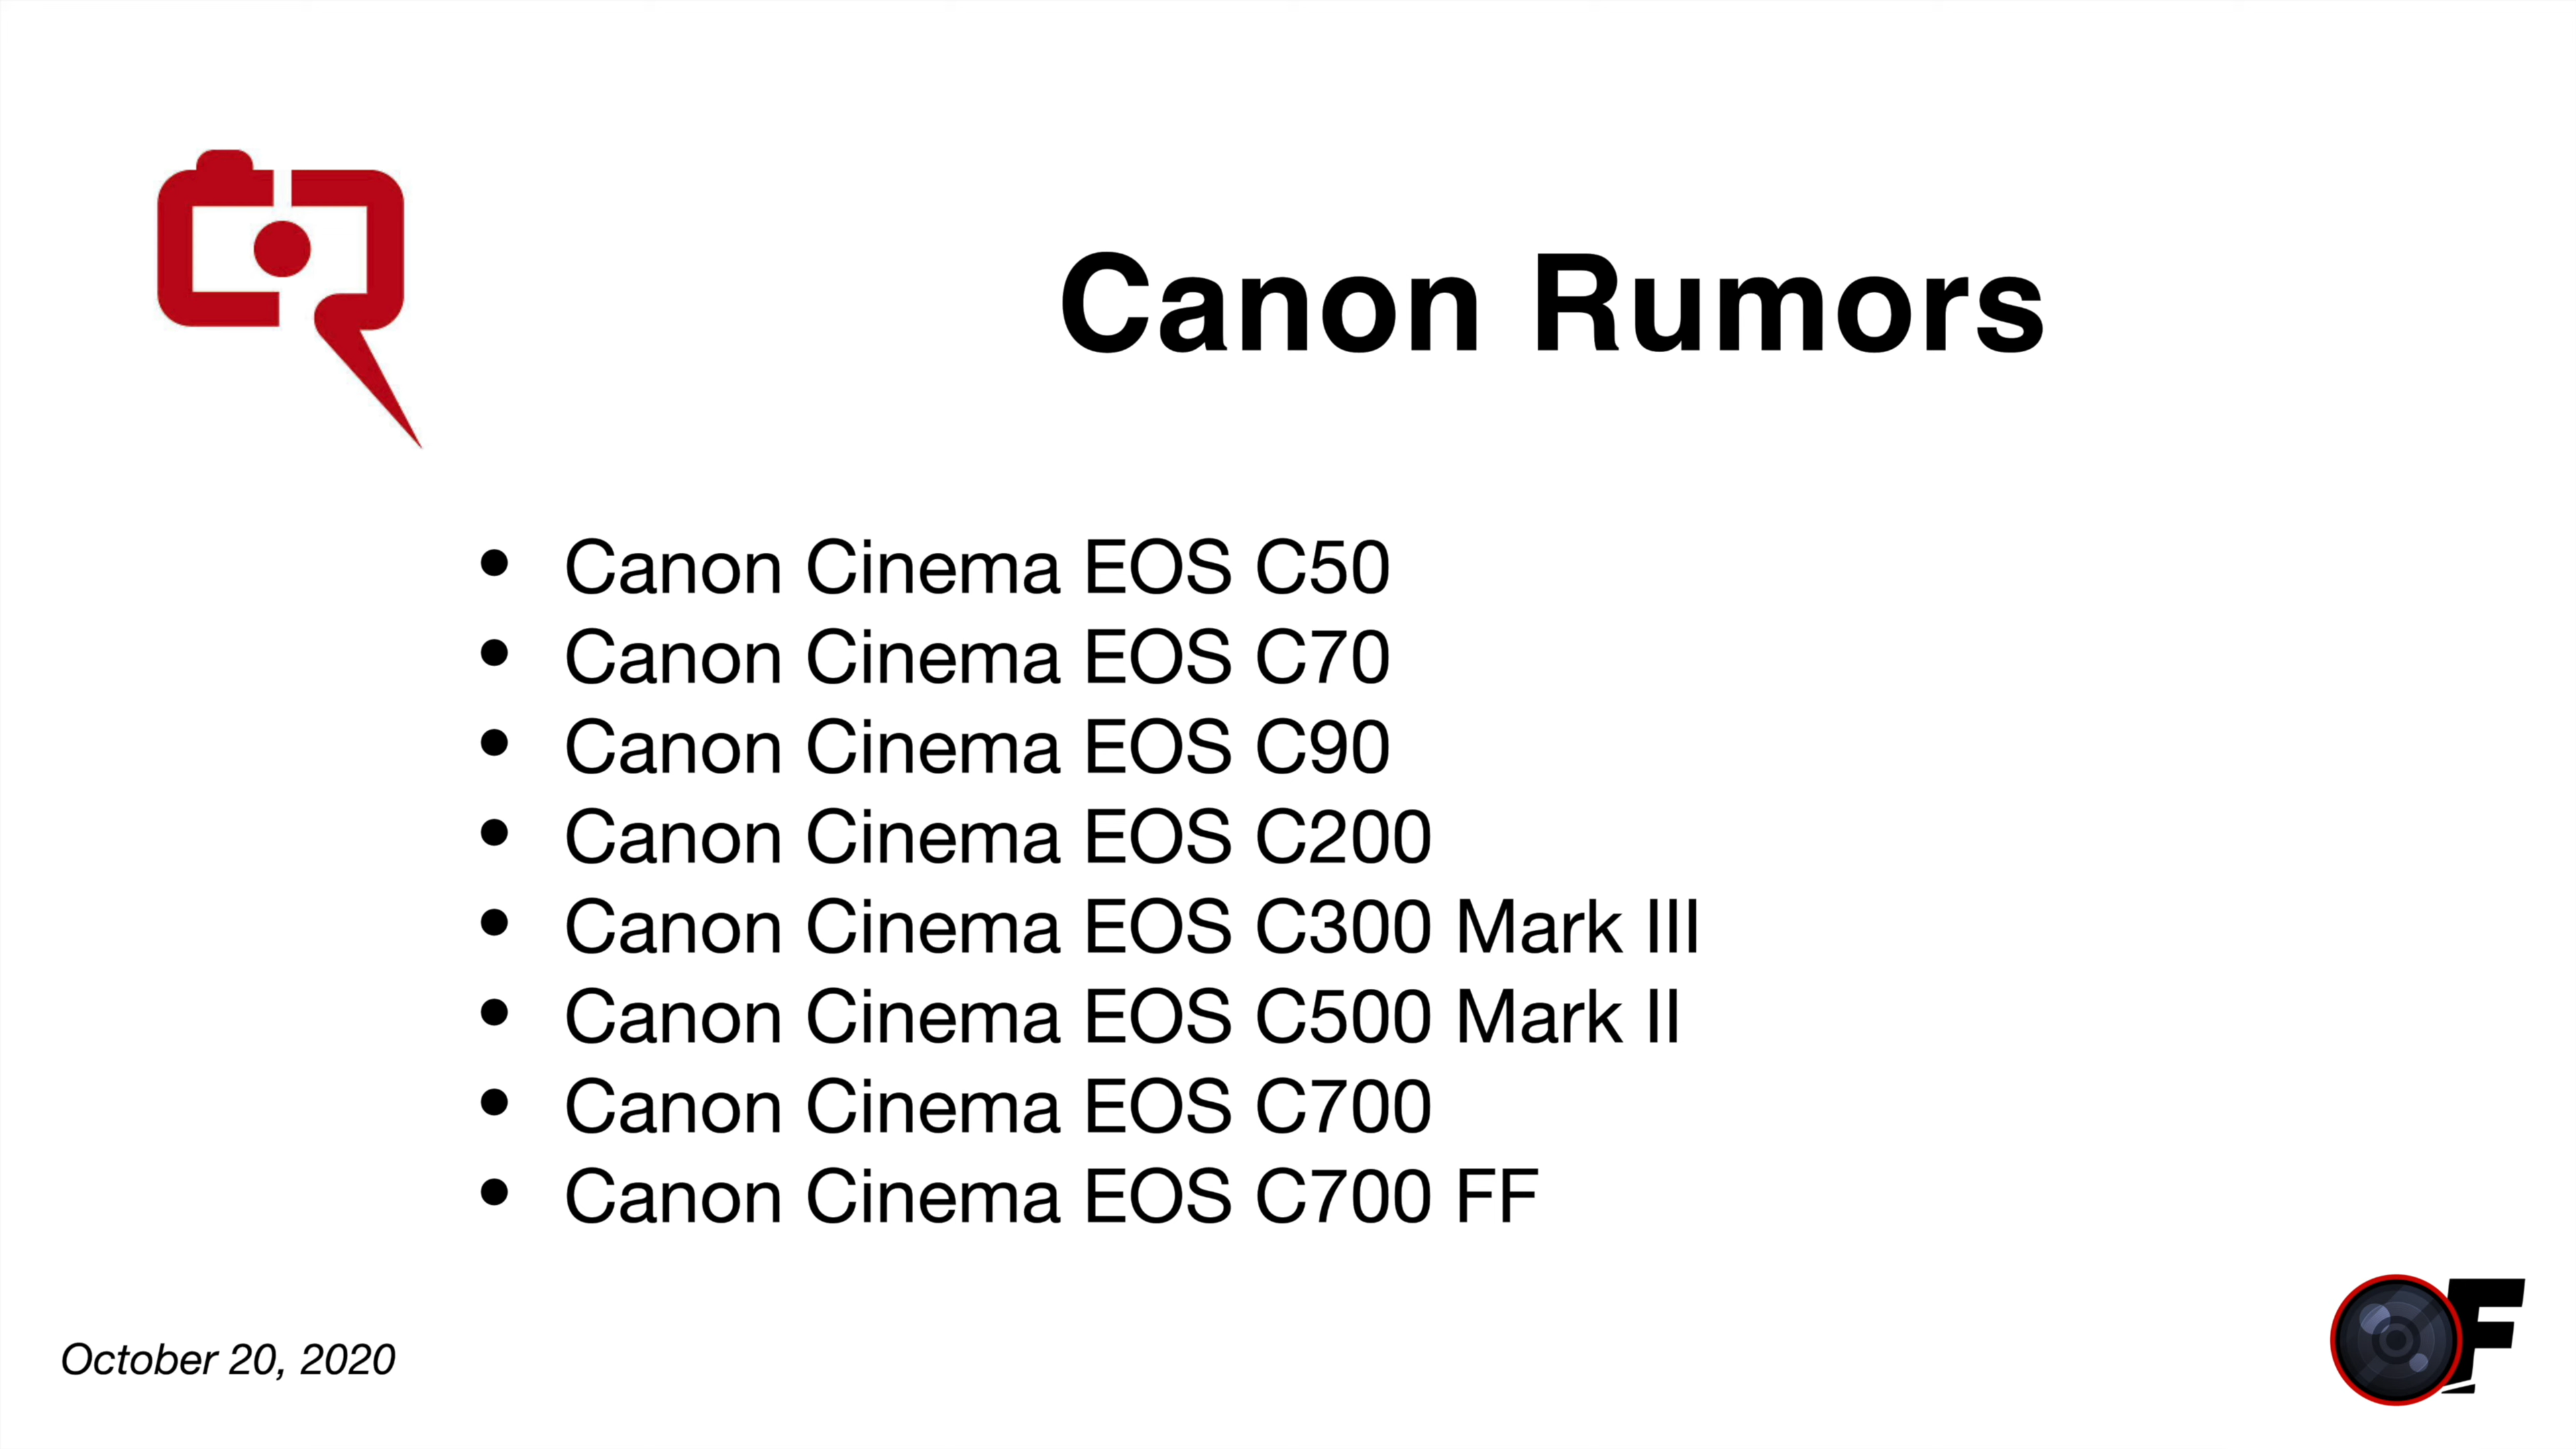 Canon Rumors
• Canon Cinema EOS C50
• Canon Cinema EOS C70
• Canon Cinema EOS C90
• Canon Cinema EOS C200
• Canon Cinema EOS C300 Mark III
• Canon Cinema EOS C500 Mark II
• Canon Cinema EOS C700
• Canon Cinema EOS C700 FF
October 20, 2020
F